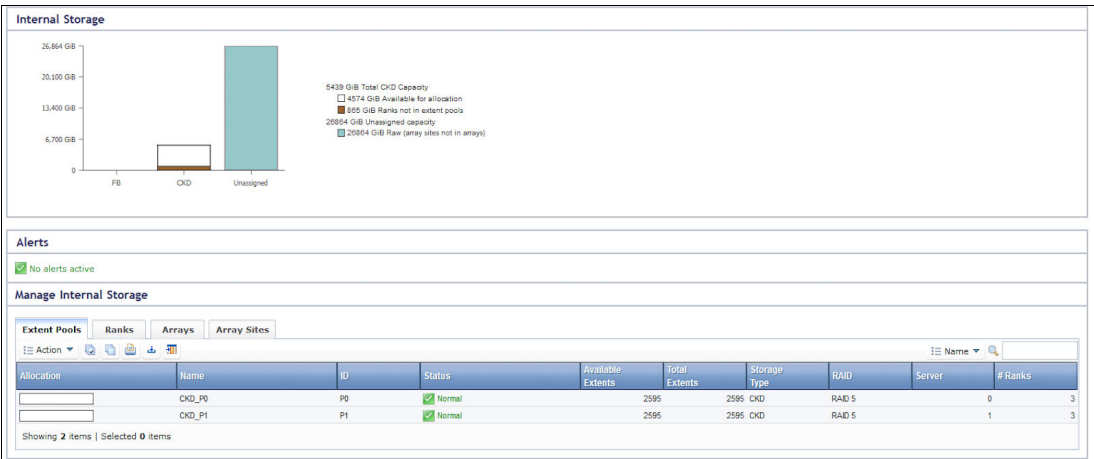 Internal Storage
26,864 GiB
20,100 GiB
13,400 GiB
6,700 GiB
0
FB CKD Unassigned
5439 GiB Total CKD Capacity
4574 GiB Available for allocation
865 GiB Ranks not in extent pools
26864 GiB Unassigned capacity
26864 GiB Raw (array sites not in arrays)
Alerts
No alerts active
Manage Internal Storage
Extent Pools Ranks Arrays Array Sites
Action Name
Allocation Name ID Status Available Extents Total Extents Storage Type RAID Server # Ranks
CKD_P0 P0 Normal 2595 2595 CKD RAID 5 0 3
CKD_P1 P1 Normal 2595 2595 CKD RAID 5 1 3
Showing 2 items | Selected 0 items